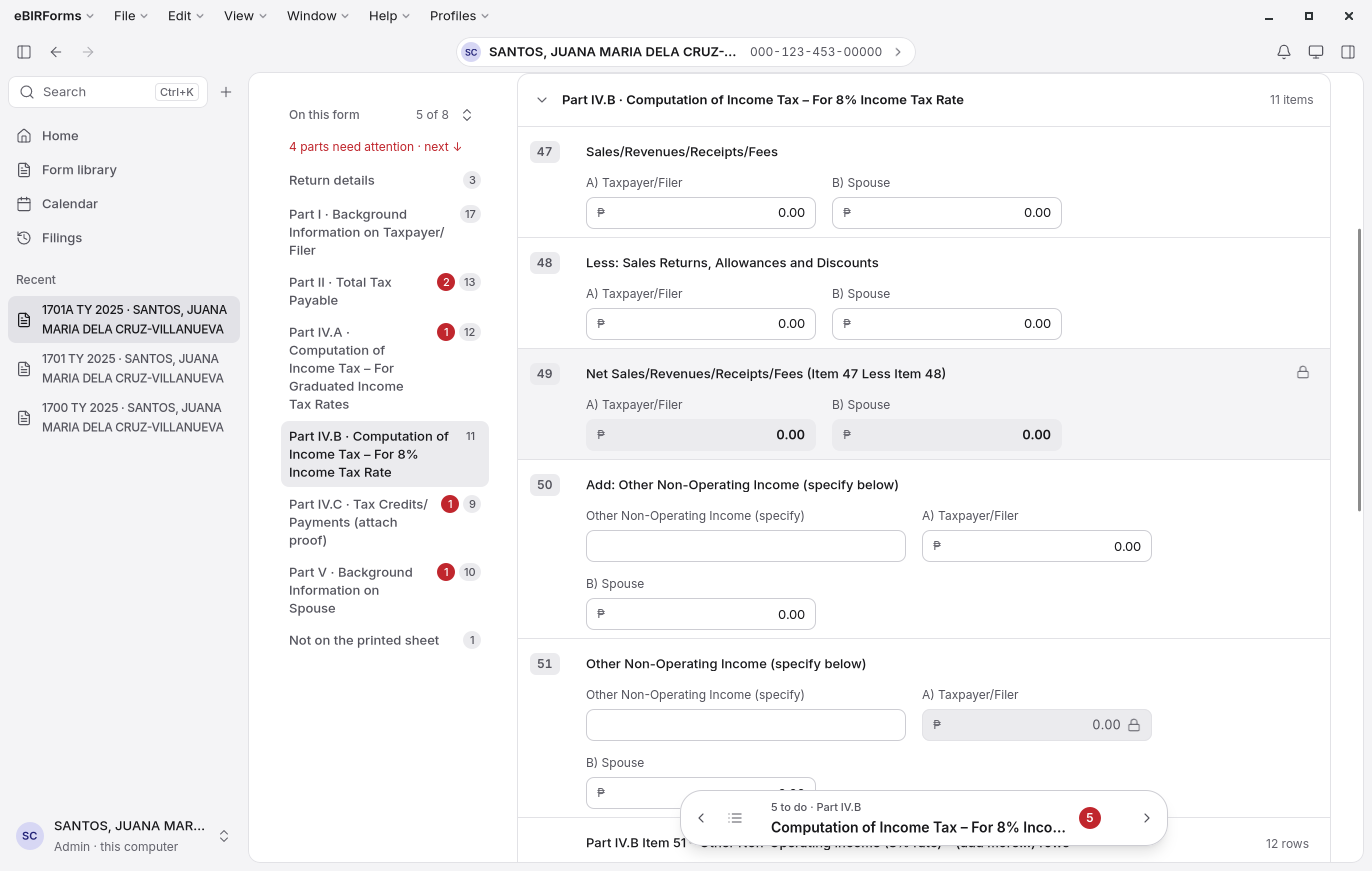 eBIRForms File Edit View Window Help Profiles
SC SANTOS, JUANA MARIA DELA CRUZ-... 000-123-453-00000
Search Ctrl+K
Home
Form library
Calendar
Filings
Recent
1701A TY 2025 · SANTOS, JUANA
MARIA DELA CRUZ-VILLANUEVA
1701 TY 2025 · SANTOS, JUANA
MARIA DELA CRUZ-VILLANUEVA
1700 TY 2025 · SANTOS, JUANA
MARIA DELA CRUZ-VILLANUEVA
SC SANTOS, JUANA MAR...
Admin · this computer
On this form 5 of 8
4 parts need attention · next ↓
Return details 3
Part I · Background 17
Information on Taxpayer/
Filer
Part II · Total Tax 2 13
Payable
Part IV.A · 1 12
Computation of
Income Tax – For
Graduated Income
Tax Rates
Part IV.B · Computation of 11
Income Tax – For 8%
Income Tax Rate
Part IV.C · Tax Credits/ 1 9
Payments (attach
proof)
Part V · Background 1 10
Information on
Spouse
Not on the printed sheet 1
Part IV.B · Computation of Income Tax – For 8% Income Tax Rate 11 items
47 Sales/Revenues/Receipts/Fees
A) Taxpayer/Filer B) Spouse
₱ 0.00 ₱ 0.00
48 Less: Sales Returns, Allowances and Discounts
A) Taxpayer/Filer B) Spouse
₱ 0.00 ₱ 0.00
49 Net Sales/Revenues/Receipts/Fees (Item 47 Less Item 48)
A) Taxpayer/Filer B) Spouse
₱ 0.00 ₱ 0.00
50 Add: Other Non-Operating Income (specify below)
Other Non-Operating Income (specify) A) Taxpayer/Filer
₱ 0.00
B) Spouse
₱ 0.00
51 Other Non-Operating Income (specify below)
Other Non-Operating Income (specify) A) Taxpayer/Filer
₱ 0.00
B) Spouse
₱
5 to do · Part IV.B
Computation of Income Tax – For 8% Inco... 5
Part IV.B Item 51 12 rows